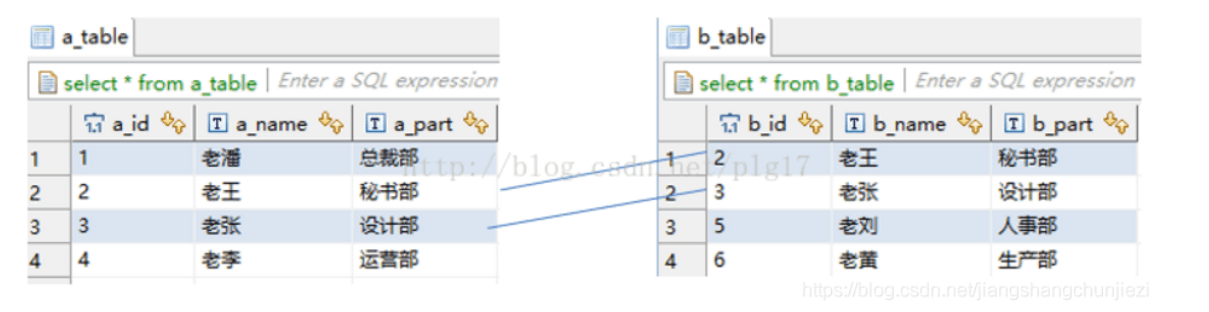 a_table
select * from a_table Enter a SQL expression
a_id a_name a_part
1 1 老潘 总裁部
2 2 老王 秘书部
3 3 老张 设计部
4 4 老李 运营部
b_table
select * from b_table Enter a SQL expression
b_id b_name b_part
1 2 老王 秘书部
2 3 老张 设计部
3 5 老刘 人事部
4 6 老黄 生产部
http://blog.csdn.net/plg17
https://blog.csdn.net/jiangshangchunjiezi